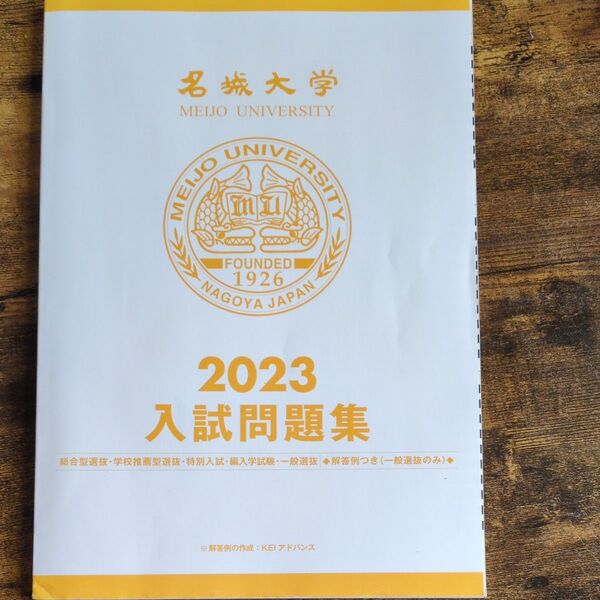 名城大学
MEIJO UNIVERSITY
MEIJO UNIVERSITY
MU
FOUNDED
1926
NAGOYA JAPAN
2023
入試問題集
総合型選抜・学校推薦型選抜・特別入試・編入学試験・一般選抜 ◆解答例つき(一般選抜のみ)◆
※解答例の作成：KEIアドバンス